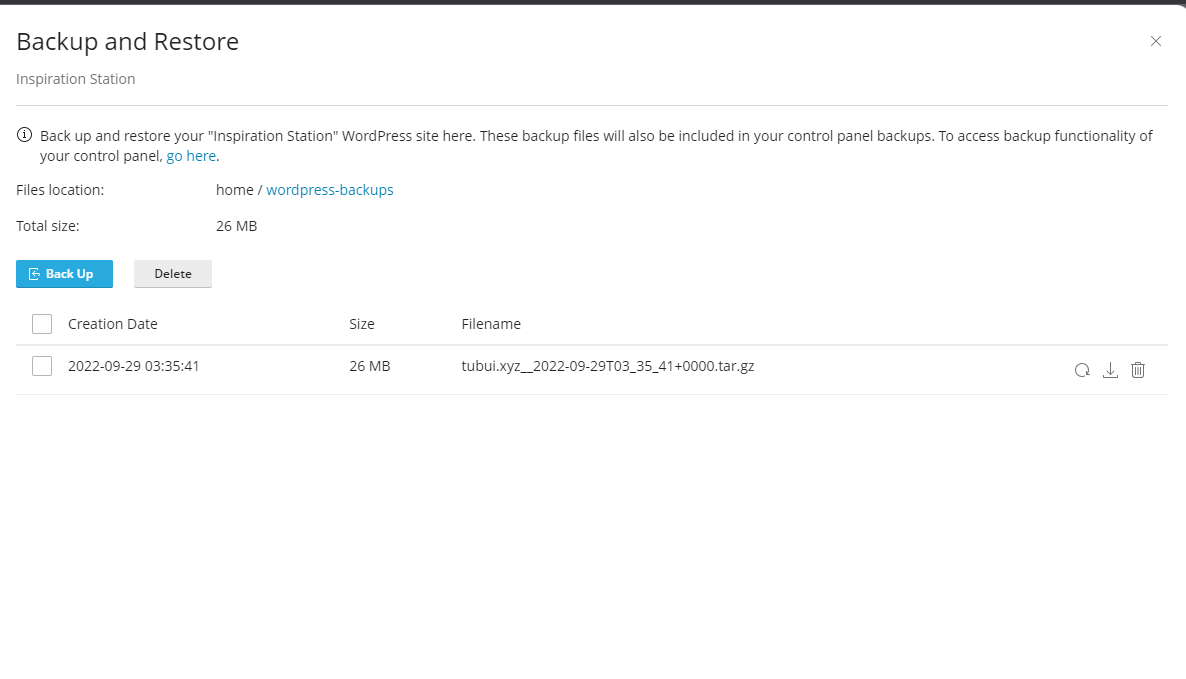 Backup and Restore
Inspiration Station
Back up and restore your "Inspiration Station" WordPress site here. These backup files will also be included in your control panel backups. To access backup functionality of
your control panel, go here.
Files location: home / wordpress-backups
Total size: 26 MB
Back Up Delete
Creation Date Size Filename
2022-09-29 03:35:41 26 MB tubui.xyz__2022-09-29T03_35_41+0000.tar.gz